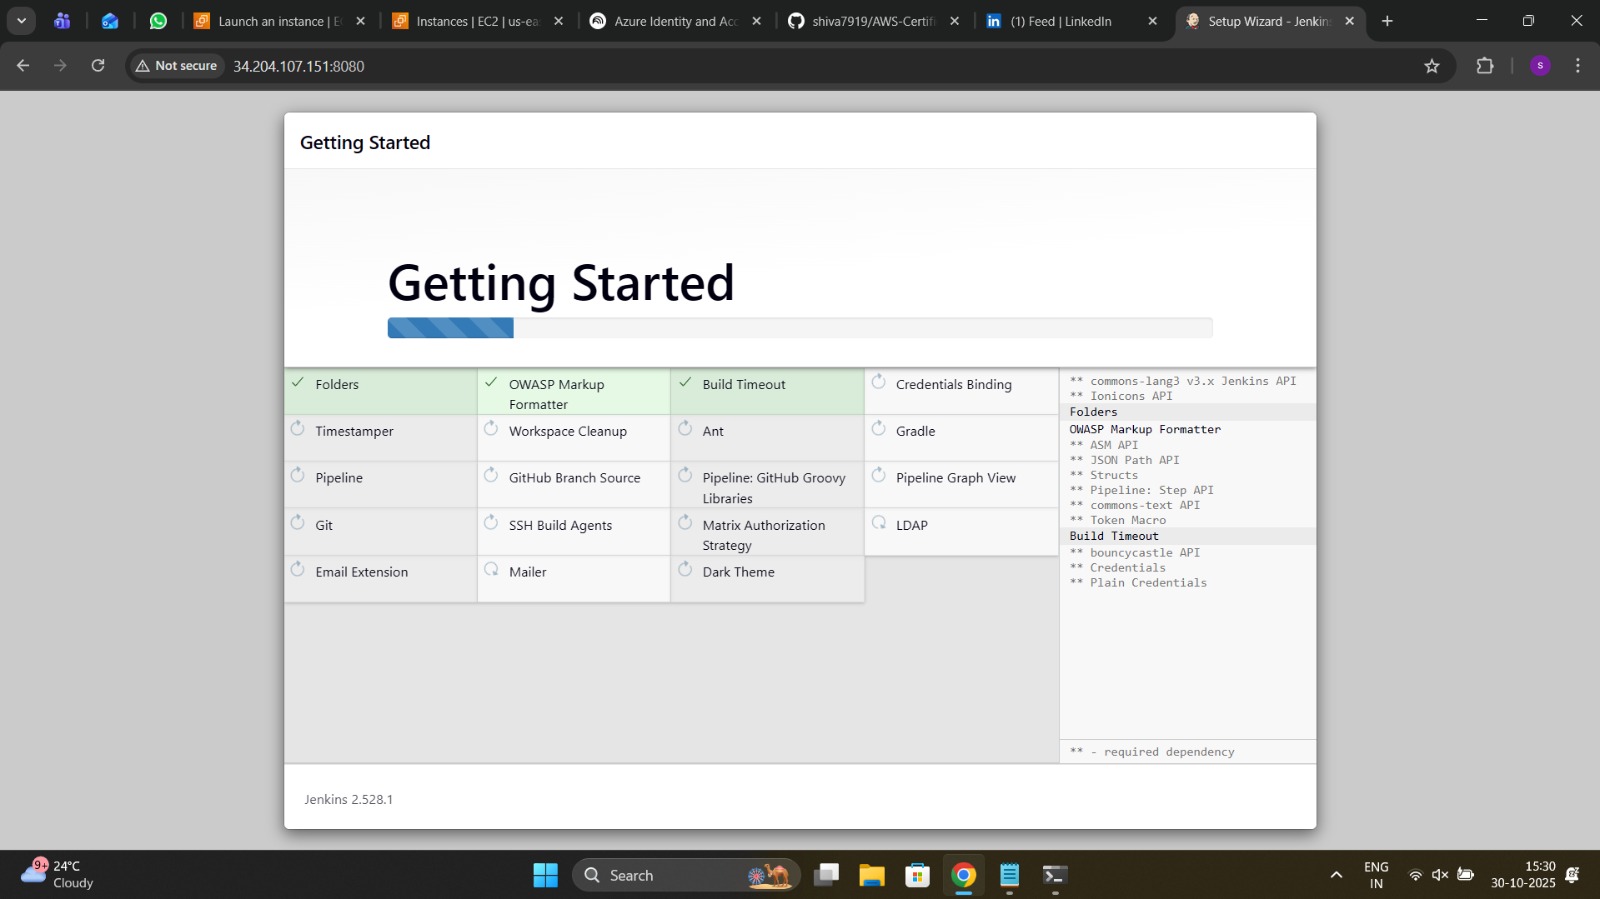 Launch an instance | E
Instances | EC2 | us-ea
Azure Identity and Acc
shiva7919/AWS-Certifi
in
(1) Feed | LinkedIn
Setup Wizard - Jenkin
Not secure
34.204.107.151:8080
S
Getting Started
Getting Started
Folders
OWASP Markup
Formatter
Build Timeout
Credentials Binding
Timestamper
Workspace Cleanup
Ant
Gradle
Pipeline
GitHub Branch Source
Pipeline: GitHub Groovy
Libraries
Pipeline Graph View
Git
SSH Build Agents
Matrix Authorization
Strategy
LDAP
Email Extension
Mailer
Dark Theme
** commons-lang3 v3.x Jenkins API
** Ionicons API
Folders
OWASP Markup Formatter
** ASM API
** JSON Path API
** Structs
** Pipeline: Step API
** commons-text API
** Token Macro
Build Timeout
** bouncycastle API
** Credentials
** Plain Credentials
** - required dependency
Jenkins 2.528.1
9+
24°C
Cloudy
Search
ENG
IN
15:30
30-10-2025